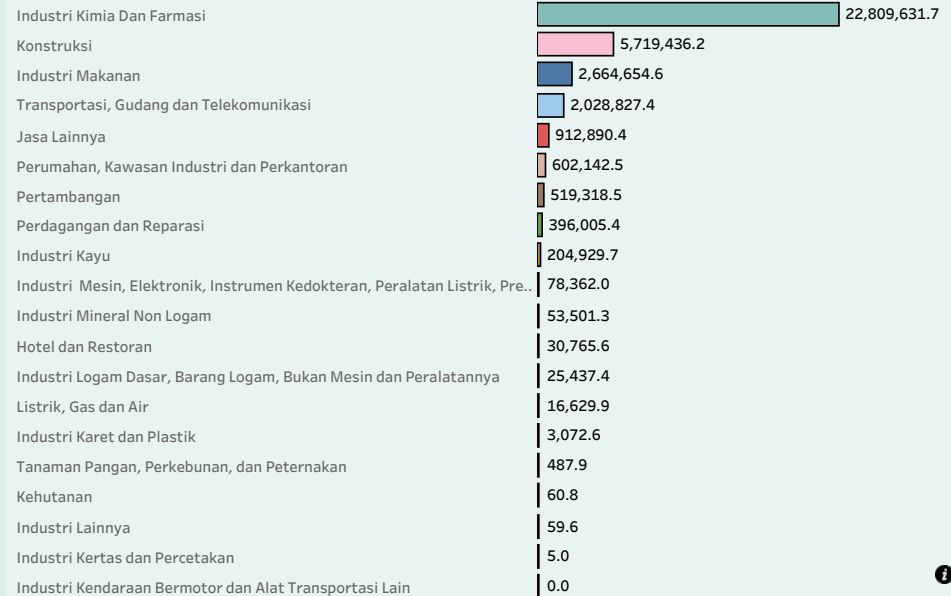 Industri Kimia Dan Farmasi 22,809,631.7
Konstruksi 5,719,436.2
Industri Makanan 2,664,654.6
Transportasi, Gudang dan Telekomunikasi 2,028,827.4
Jasa Lainnya 912,890.4
Perumahan, Kawasan Industri dan Perkantoran 602,142.5
Pertambangan 519,318.5
Perdagangan dan Reparasi 396,005.4
Industri Kayu 204,929.7
Industri  Mesin, Elektronik, Instrumen Kedokteran, Peralatan Listrik, Pre.. 78,362.0
Industri Mineral Non Logam 53,501.3
Hotel dan Restoran 30,765.6
Industri Logam Dasar, Barang Logam, Bukan Mesin dan Peralatannya 25,437.4
Listrik, Gas dan Air 16,629.9
Industri Karet dan Plastik 3,072.6
Tanaman Pangan, Perkebunan, dan Peternakan 487.9
Kehutanan 60.8
Industri Lainnya 59.6
Industri Kertas dan Percetakan 5.0
Industri Kendaraan Bermotor dan Alat Transportasi Lain 0.0